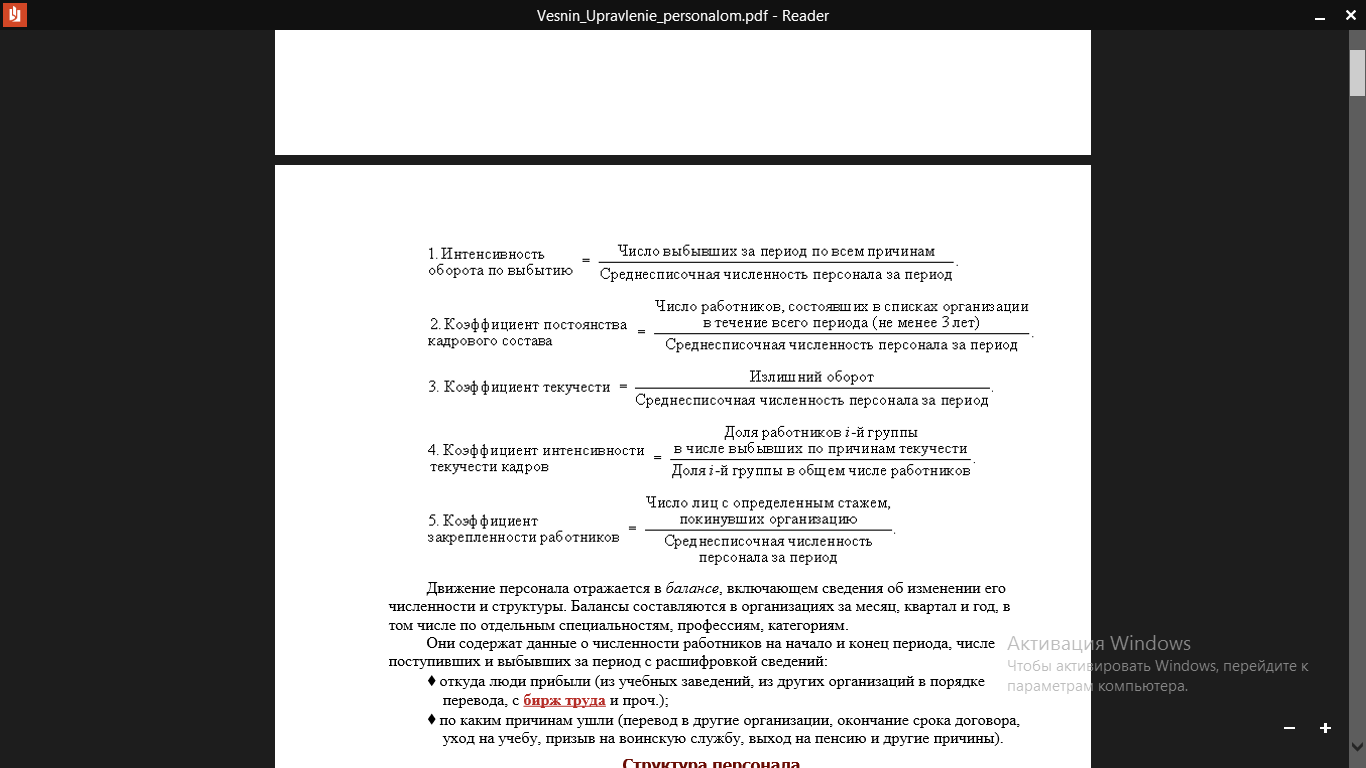 Vesnin_Upravlenie_personalom.pdf - Reader
1. Интенсивность оборота по выбытию = Число выбывших за период по всем причинам
Среднесписочная численность персонала за период.
2. Коэффициент постоянства кадрового состава = Число работников, состоявших в списках организации
в течение всего периода (не менее 3 лет)
Среднесписочная численность персонала за период.
3. Коэффициент текучести = Излишний оборот
Среднесписочная численность персонала за период.
4. Коэффициент интенсивности текучести кадров = Доля работников i-й группы
в числе выбывших по причинам текучести
Доля i-й группы в общем числе работников.
5. Коэффициент закрепленности работников = Число лиц с определенным стажем,
покинувших организацию
Среднесписочная численность
персонала за период.
Движение персонала отражается в балансе, включающем сведения об изменении его
численности и структуры. Балансы составляются в организациях за месяц, квартал и год, в
том числе по отдельным специальностям, профессиям, категориям.
Они содержат данные о численности работников на начало и конец периода, числе
поступивших и выбывших за период с расшифровкой сведений:
♦ откуда люди прибыли (из учебных заведений, из других организаций в порядке
перевода, с бирж труда и проч.);
♦ по каким причинам ушли (перевод в другие организации, окончание срока договора,
уход на учебу, призыв на воинскую службу, выход на пенсию и другие причины).
Структура персонала
Активация Windows
Чтобы активировать Windows, перейдите к
параметрам компьютера.